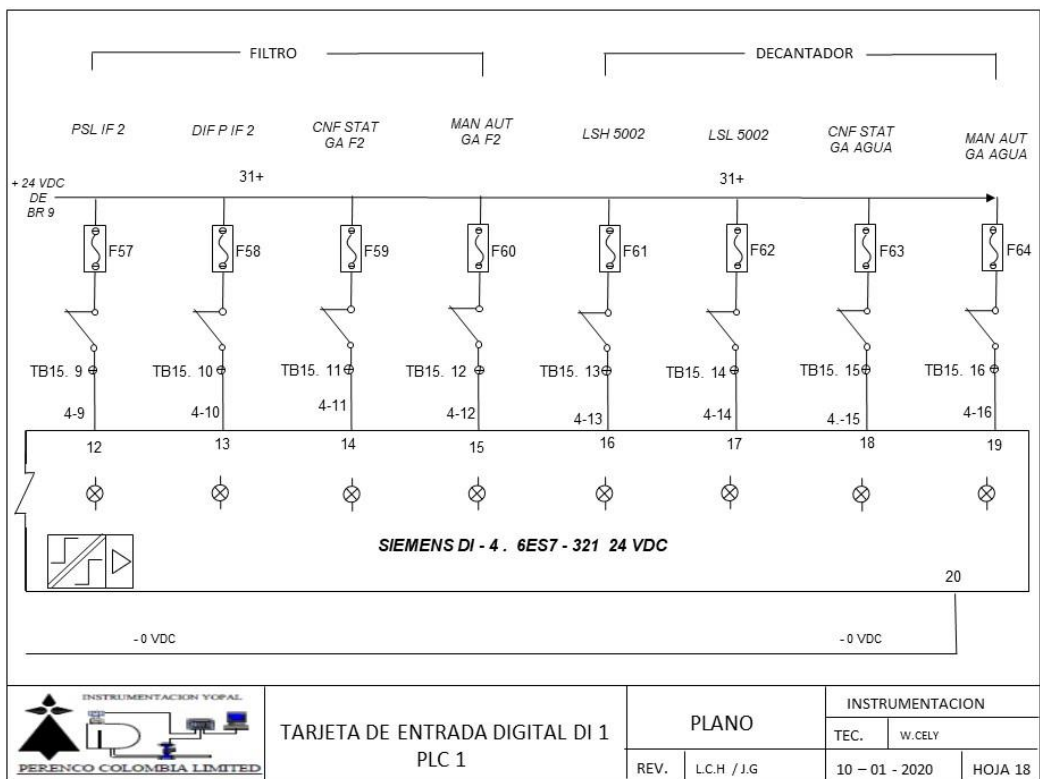 FILTRO
DECANTADOR
PSL IF 2
DIF P IF 2
CNF STAT
GA F2
MAN AUT
GA F2
LSH 5002
LSL 5002
CNF STAT
GA AGUA
MAN AUT
GA AGUA
+ 24 VDC
DE
BR 9
31+
31+
F57
F58
F59
F60
F61
F62
F63
F64
TB15. 9
TB15. 10
TB15. 11
TB15. 12
TB15. 13
TB15. 14
TB15. 15
TB15. 16
4-9
4-10
4-11
4-12
4-13
4-14
4.-15
4-16
12
13
14
15
16
17
18
19
SIEMENS DI - 4 . 6ES7 - 321 24 VDC
20
- 0 VDC
- 0 VDC
INSTRUMENTACION YOPAL
PERENCO COLOMBIA LIMITED
TARJETA DE ENTRADA DIGITAL DI 1
PLC 1
PLANO
REV.
L.C.H / J.G
INSTRUMENTACION
TEC.
W.CELY
10 – 01 - 2020
HOJA 18